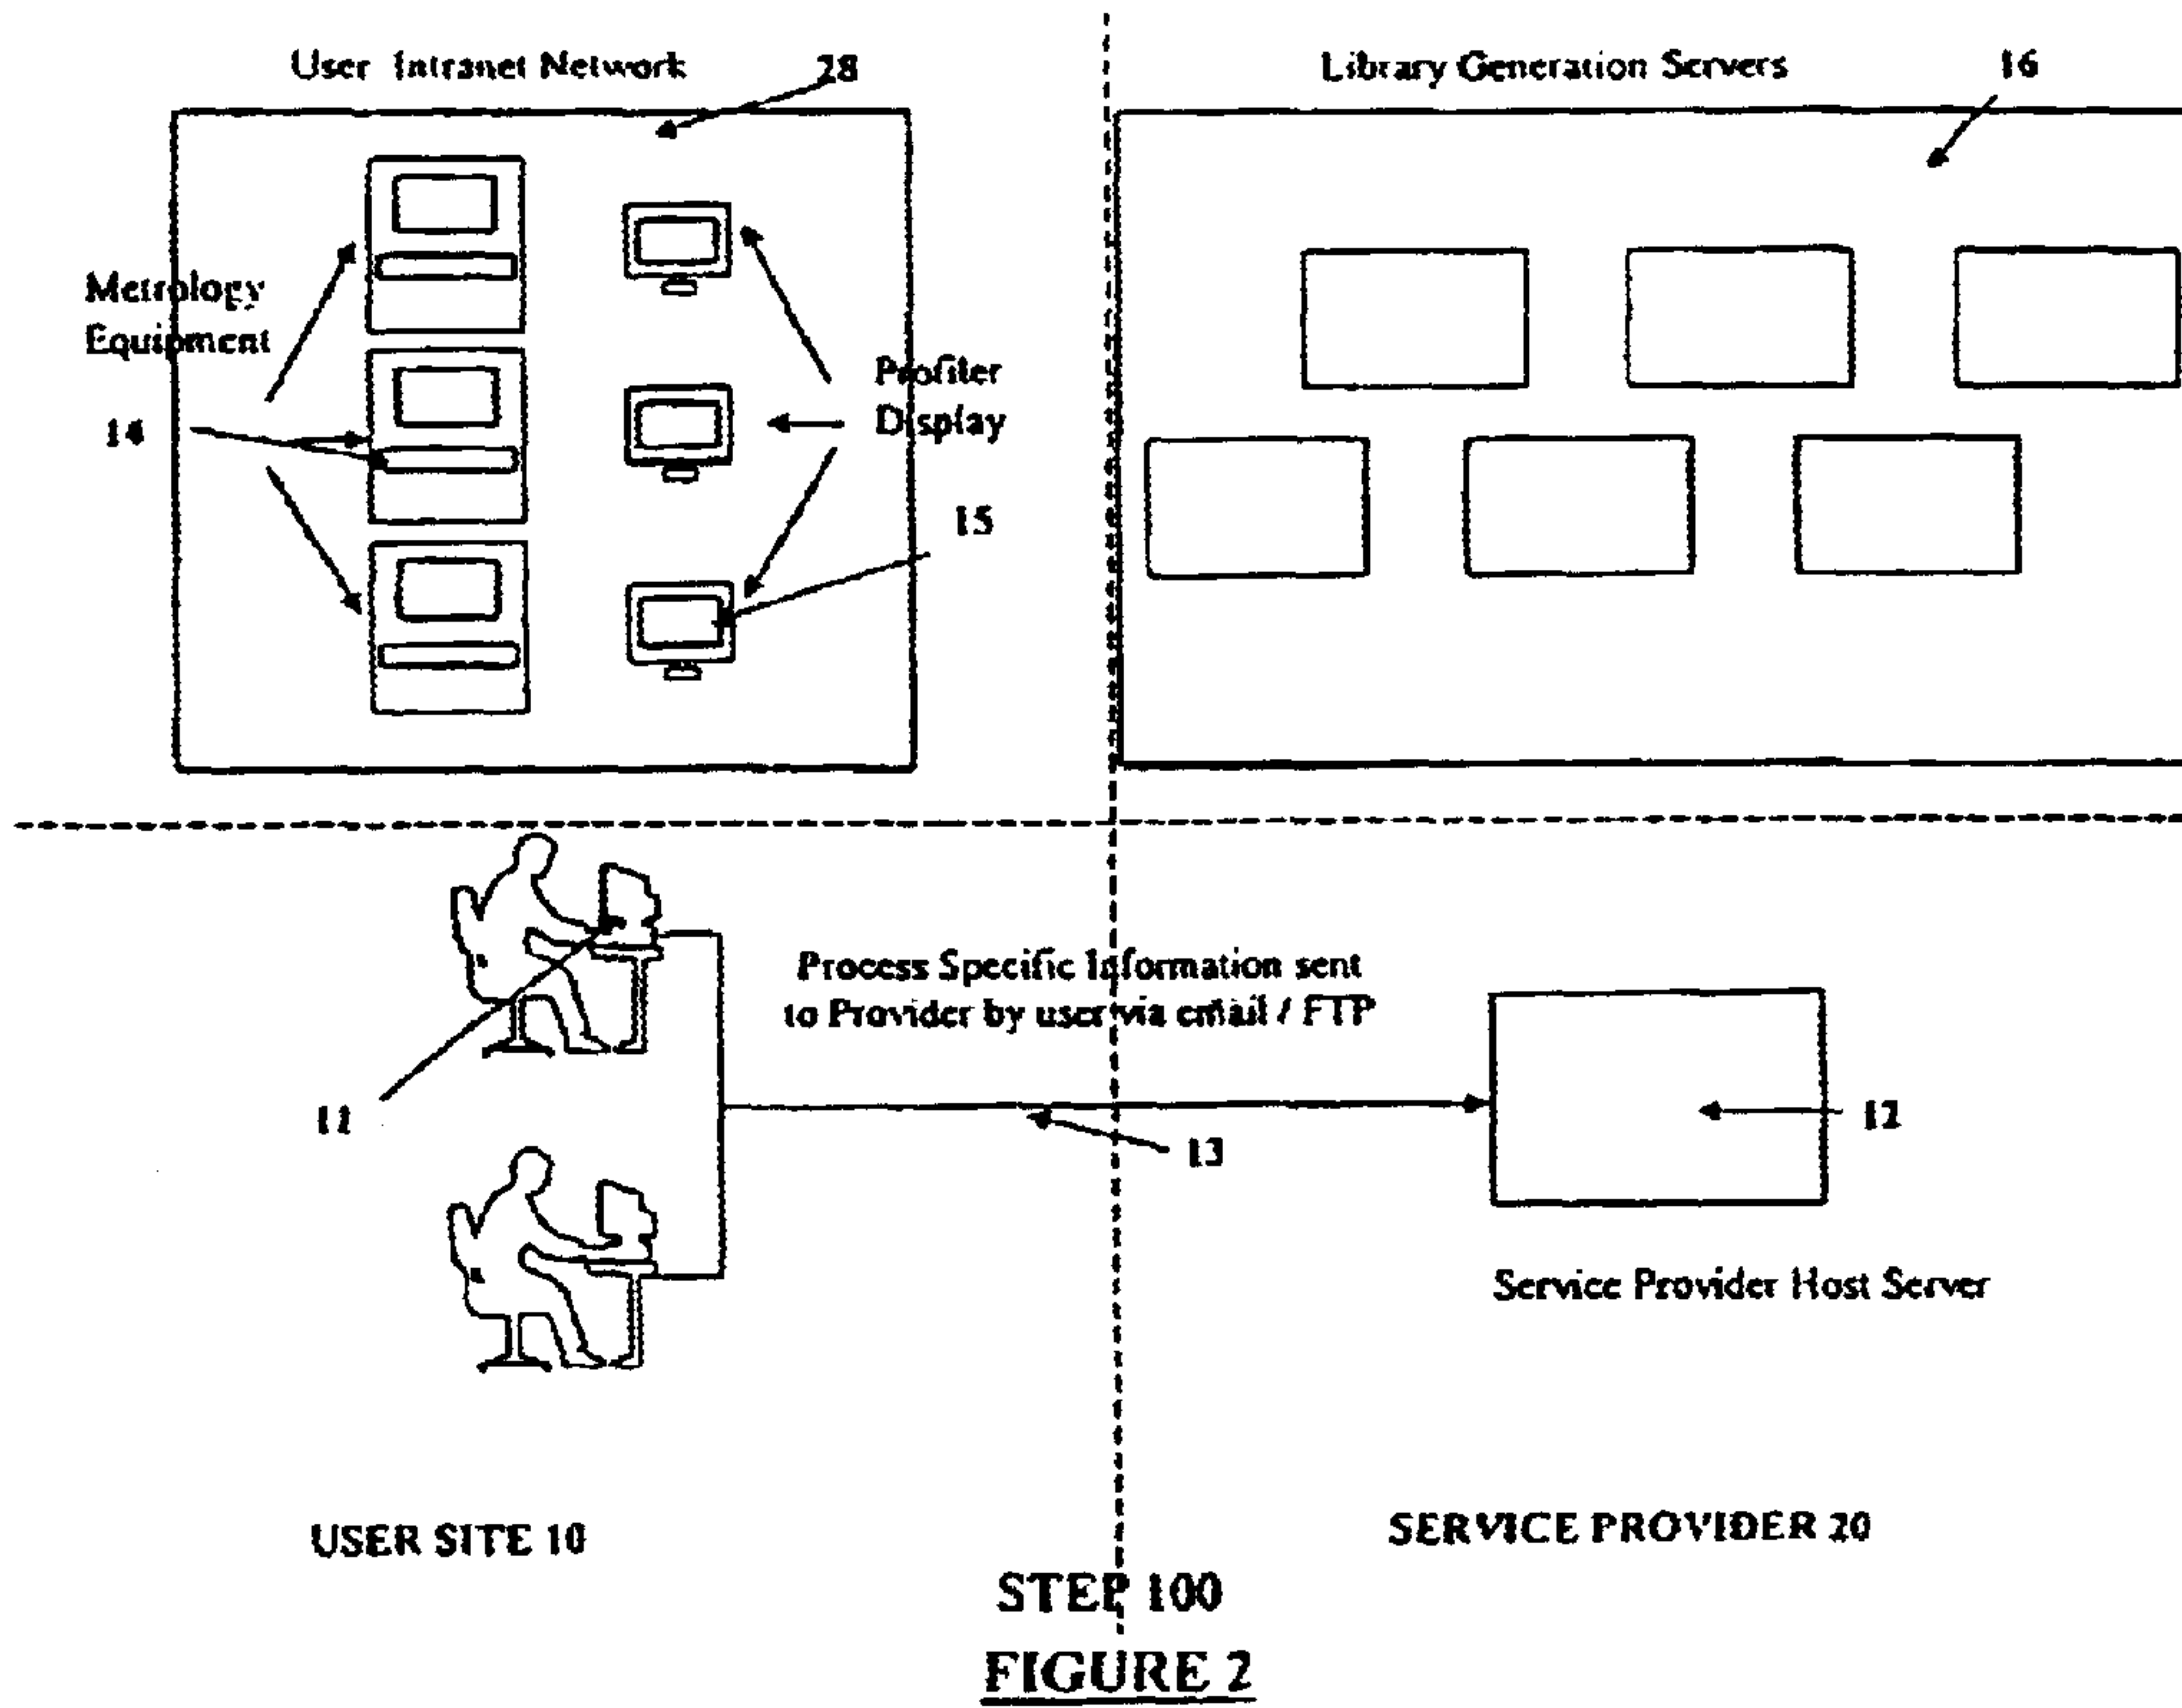 User Intranet Network
28
Library Generation Servers
16
Metrology
Equipment
14
Profiler
Display
15
Process Specific Information sent
to Provider by user via email / FTP
11
13
12
Service Provider Host Server
USER SITE 10
SERVICE PROVIDER 20
STEP 100
FIGURE 2